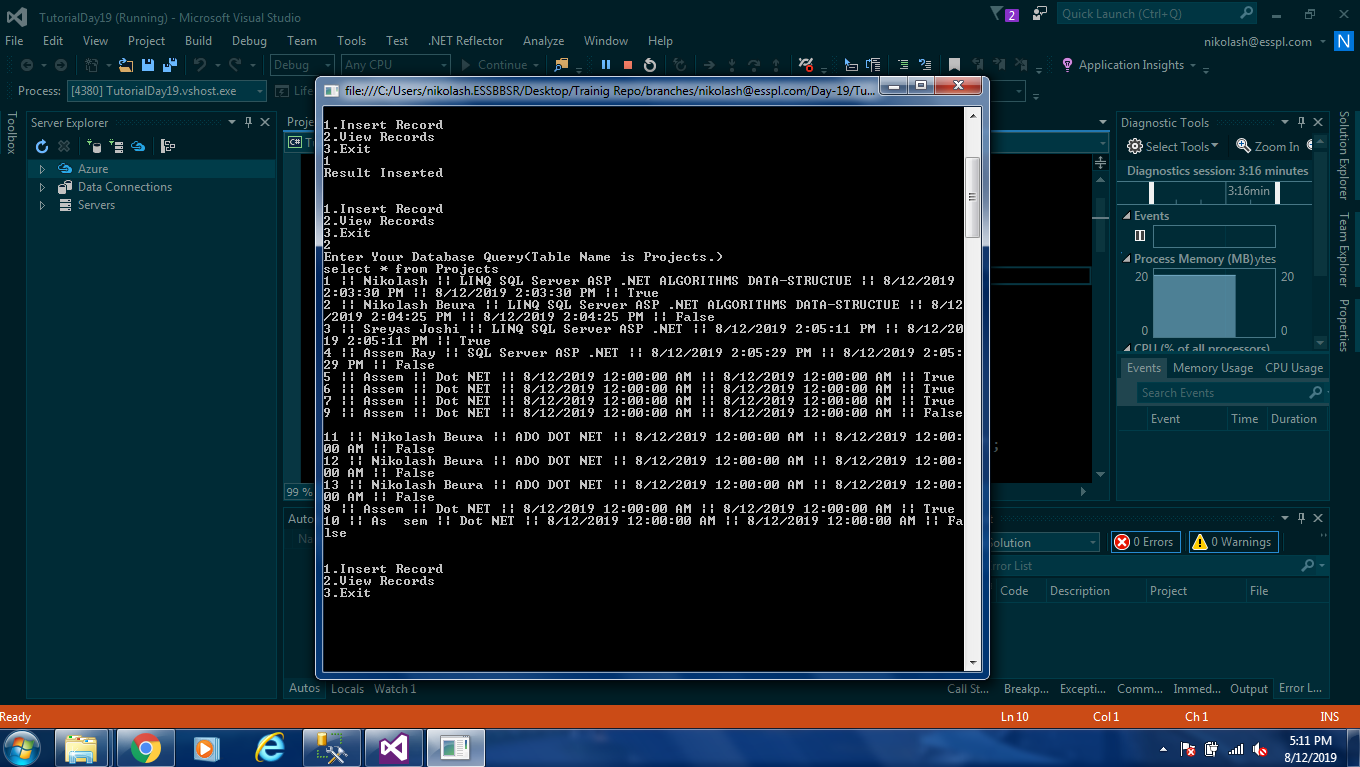 TutorialDay19 (Running) - Microsoft Visual Studio
2
Quick Launch (Ctrl+Q)
File Edit View Project Build Debug Team Tools Test .NET Reflector Analyze Window Help
nikolash@esspl.com
N
Debug Any CPU Continue Application Insights
Process: [4380] TutorialDay19.vshost.exe
Toolbox
Server Explorer
Azure
Data Connections
Servers
file:///C:/Users/nikolash.ESSBBSR/Desktop/Trainig Repo/branches/nikolash@esspl.com/Day-19/Tu...
1.Insert Record
2.View Records
3.Exit
1
Result Inserted
1.Insert Record
2.View Records
3.Exit
2
Enter Your Database Query(Table Name is Projects.)
select * from Projects
1 || Nikolash || LINQ SQL Server ASP .NET ALGORITHMS DATA-STRUCTUE || 8/12/2019
2:03:30 PM || 8/12/2019 2:03:30 PM || True
2 || Nikolash Beura || LINQ SQL Server ASP .NET ALGORITHMS DATA-STRUCTUE || 8/12
/2019 2:04:25 PM || 8/12/2019 2:04:25 PM || False
3 || Sreyas Joshi || LINQ SQL Server ASP .NET || 8/12/2019 2:05:11 PM || 8/12/20
19 2:05:11 PM || True
4 || Assem Ray || SQL Server ASP .NET || 8/12/2019 2:05:29 PM || 8/12/2019 2:05:
29 PM || False
5 || Assem || Dot NET || 8/12/2019 12:00:00 AM || 8/12/2019 12:00:00 AM || True
6 || Assem || Dot NET || 8/12/2019 12:00:00 AM || 8/12/2019 12:00:00 AM || True
7 || Assem || Dot NET || 8/12/2019 12:00:00 AM || 8/12/2019 12:00:00 AM || True
9 || Assem || Dot NET || 8/12/2019 12:00:00 AM || 8/12/2019 12:00:00 AM || False
11 || Nikolash Beura || ADO DOT NET || 8/12/2019 12:00:00 AM || 8/12/2019 12:00:
00 AM || False
12 || Nikolash Beura || ADO DOT NET || 8/12/2019 12:00:00 AM || 8/12/2019 12:00:
00 AM || False
13 || Nikolash Beura || ADO DOT NET || 8/12/2019 12:00:00 AM || 8/12/2019 12:00:
00 AM || False
8 || Assem || Dot NET || 8/12/2019 12:00:00 AM || 8/12/2019 12:00:00 AM || True
10 || As  sem || Dot NET || 8/12/2019 12:00:00 AM || 8/12/2019 12:00:00 AM || Fa
lse
1.Insert Record
2.View Records
3.Exit
;
99 %
Diagnostic Tools
Select Tools Zoom In
Diagnostics session: 3:16 minutes
3:16min
Events
Process Memory (MB)ytes
20 20
0 0
CPU (% of all processors)
Events Memory Usage CPU Usage
Search Events
Event Time Duration
Solution Explorer
Team Explorer
Properties
0 Errors 0 Warnings
Code Description Project File
Autos Locals Watch 1
Call St... Breakp... Excepti... Comm... Immed... Output Error L...
Ready Ln 10 Col 1 Ch 1 INS
5:11 PM
8/12/2019